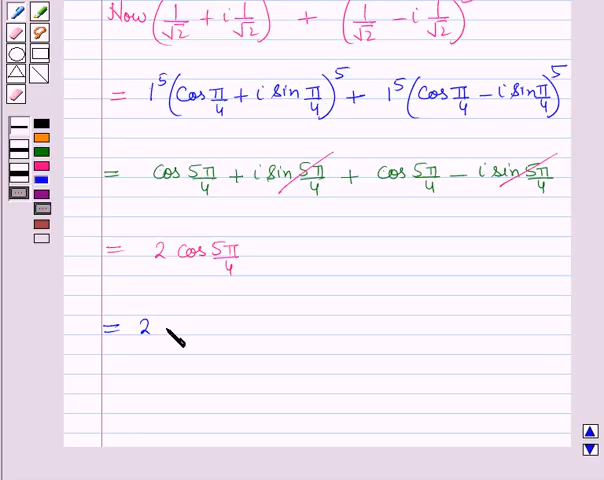 Now (1/√2 + i 1/√2) + (1/√2 − i 1/√2)
= 1^5 (cos π/4 + i sin π/4)^5 + 1^5 (cos π/4 − i sin π/4)^5
= cos 5π/4 + i sin 5π/4 + cos 5π/4 − i sin 5π/4
= 2 cos 5π/4
= 2